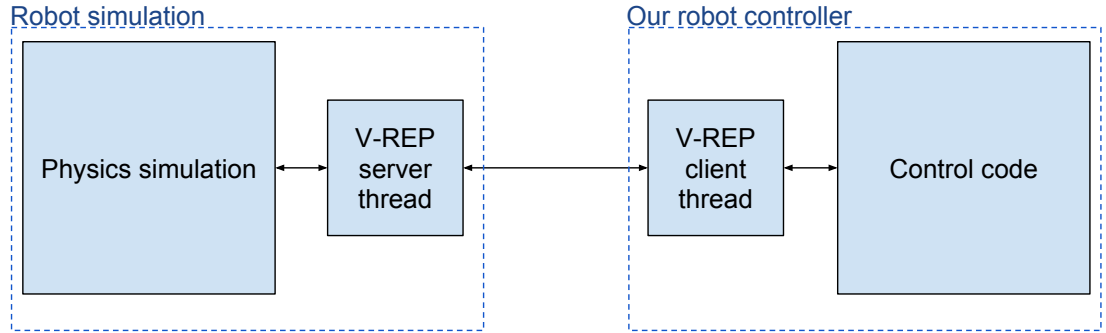 Robot simulation
Our robot controller
Physics simulation
V-REP
server
thread
V-REP
client
thread
Control code